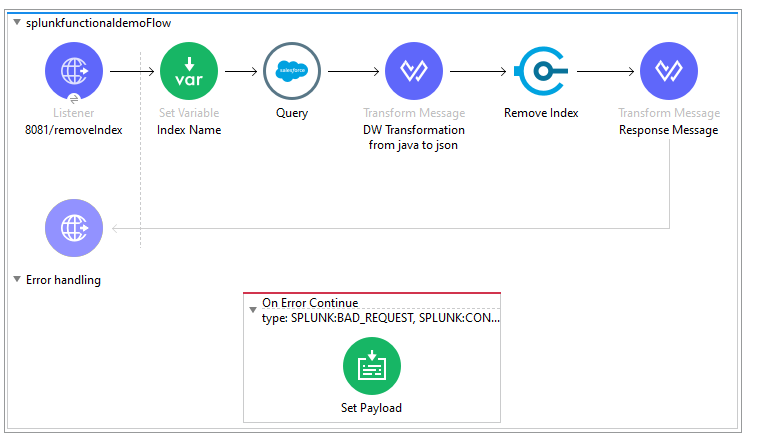 splunkfunctionaldemoFlow
var
salesforce
Listener
Set Variable
Query
Transform Message
Remove Index
Transform Message
8081/removeIndex
Index Name
DW Transformation
from java to json
Response Message
Error handling
On Error Continue
type: SPLUNK:BAD_REQUEST, SPLUNK:CON...
Set Payload